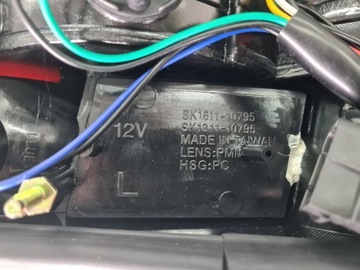 SK1611-10795
SK1611-10795
12V
MADE IN TAIWAN
LENS:PMMA
HSG:PC
L